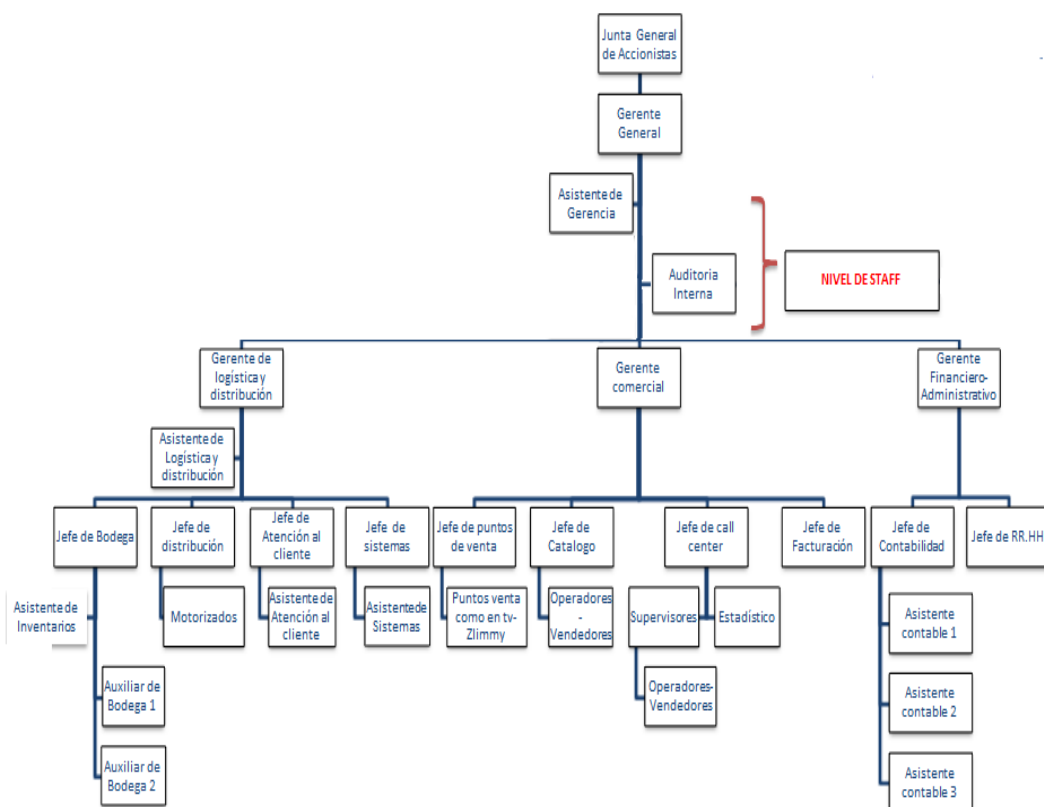 Junta General
de Accionistas
Gerente
General
Asistente de
Gerencia
Auditoria
Interna
NIVEL DE STAFF
Gerente de
logística y
distribución
Gerente
comercial
Gerente
Financiero-
Administrativo
Asistente de
Logística y
distribución
Jefe de Bodega
Jefe de
distribución
Jefe de
Atención al
cliente
Jefe de
sistemas
Jefe de puntos
de venta
Jefe de
Catalogo
Jefe de call
center
Jefe de
Facturación
Jefe de
Contabilidad
Jefe de RR.HH
Asistente de
Inventarios
Motorizados
Asistente de
Atención al
cliente
Asistente de
Sistemas
Puntos venta
como en tv-
Zlimmy
Operadores
-
Vendedores
Supervisores
Estadístico
Asistente
contable 1
Auxiliar de
Bodega 1
Operadores-
Vendedores
Asistente
contable 2
Auxiliar de
Bodega 2
Asistente
contable 3